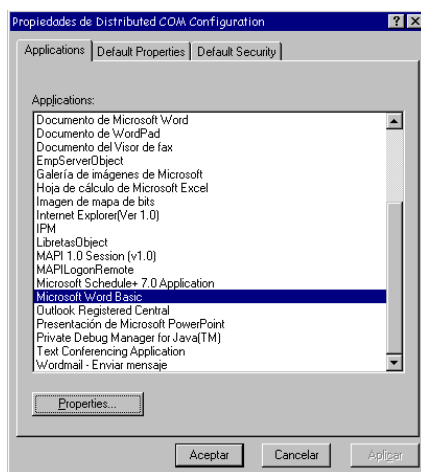 Propiedades de Distributed COM Configuration
Applications Default Properties Default Security
Applications:
Documento de Microsoft Word
Documento de WordPad
Documento del Visor de fax
EmpServerObject
Galería de imágenes de Microsoft
Hoja de cálculo de Microsoft Excel
Imagen de mapa de bits
Internet Explorer(Ver 1.0)
IPM
LibretasObject
MAPI 1.0 Session (v1.0)
MAPILogonRemote
Microsoft Schedule+ 7.0 Application
Microsoft Word Basic
Outlook Registered Central
Presentación de Microsoft PowerPoint
Private Debug Manager for Java(TM)
Text Conferencing Application
Wordmail - Enviar mensaje
Properties...
Aceptar Cancelar Aplicar